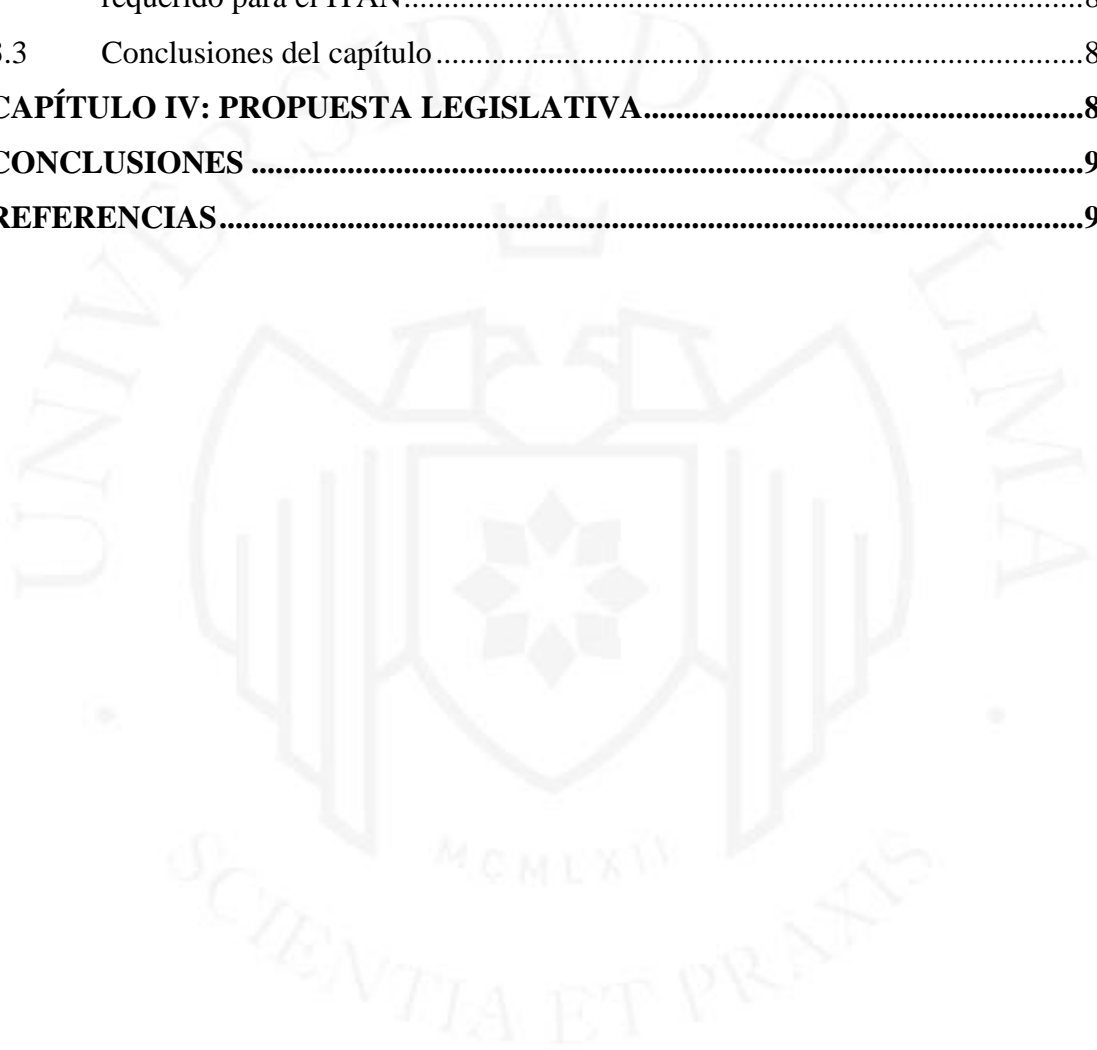 requerido para el ITAN........................................................................................8
3.3 Conclusiones del capítulo....................................................................................8
CAPÍTULO IV: PROPUESTA LEGISLATIVA.........................................................8
CONCLUSIONES........................................................................................................9
REFERENCIAS...........................................................................................................9
UNIVERSIDAD DE LIMA
MCMLXII
SCIENTIA ET PRAXIS